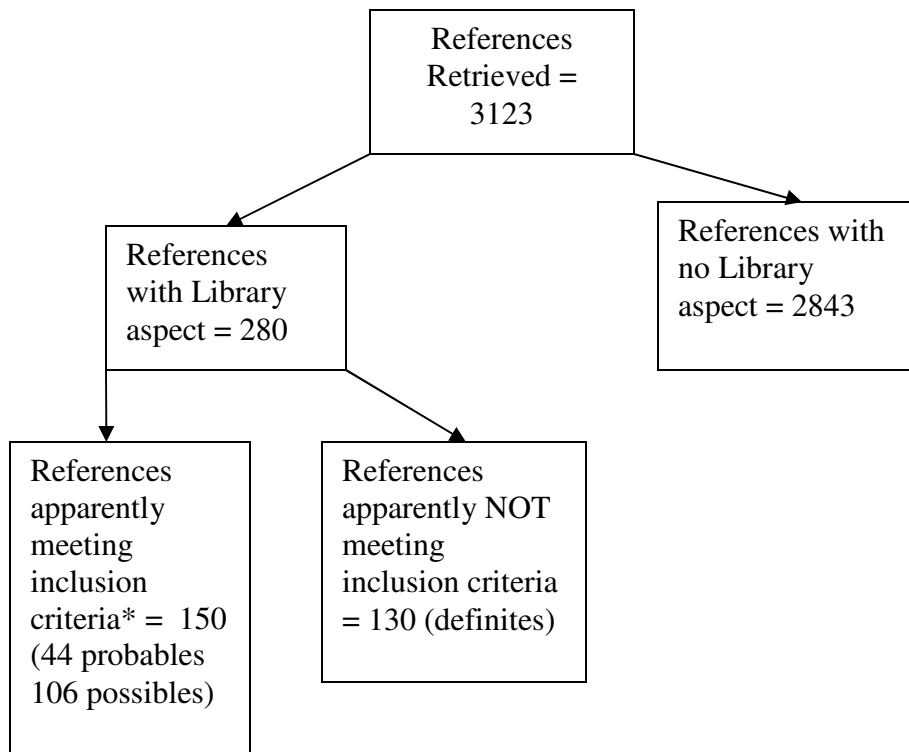 References
Retrieved =
3123
References
with Library
aspect = 280
References with
no Library
aspect = 2843
References
apparently
meeting
inclusion
criteria* = 150
(44 probables
106 possibles)
References
apparently NOT
meeting
inclusion criteria
= 130 (definites)